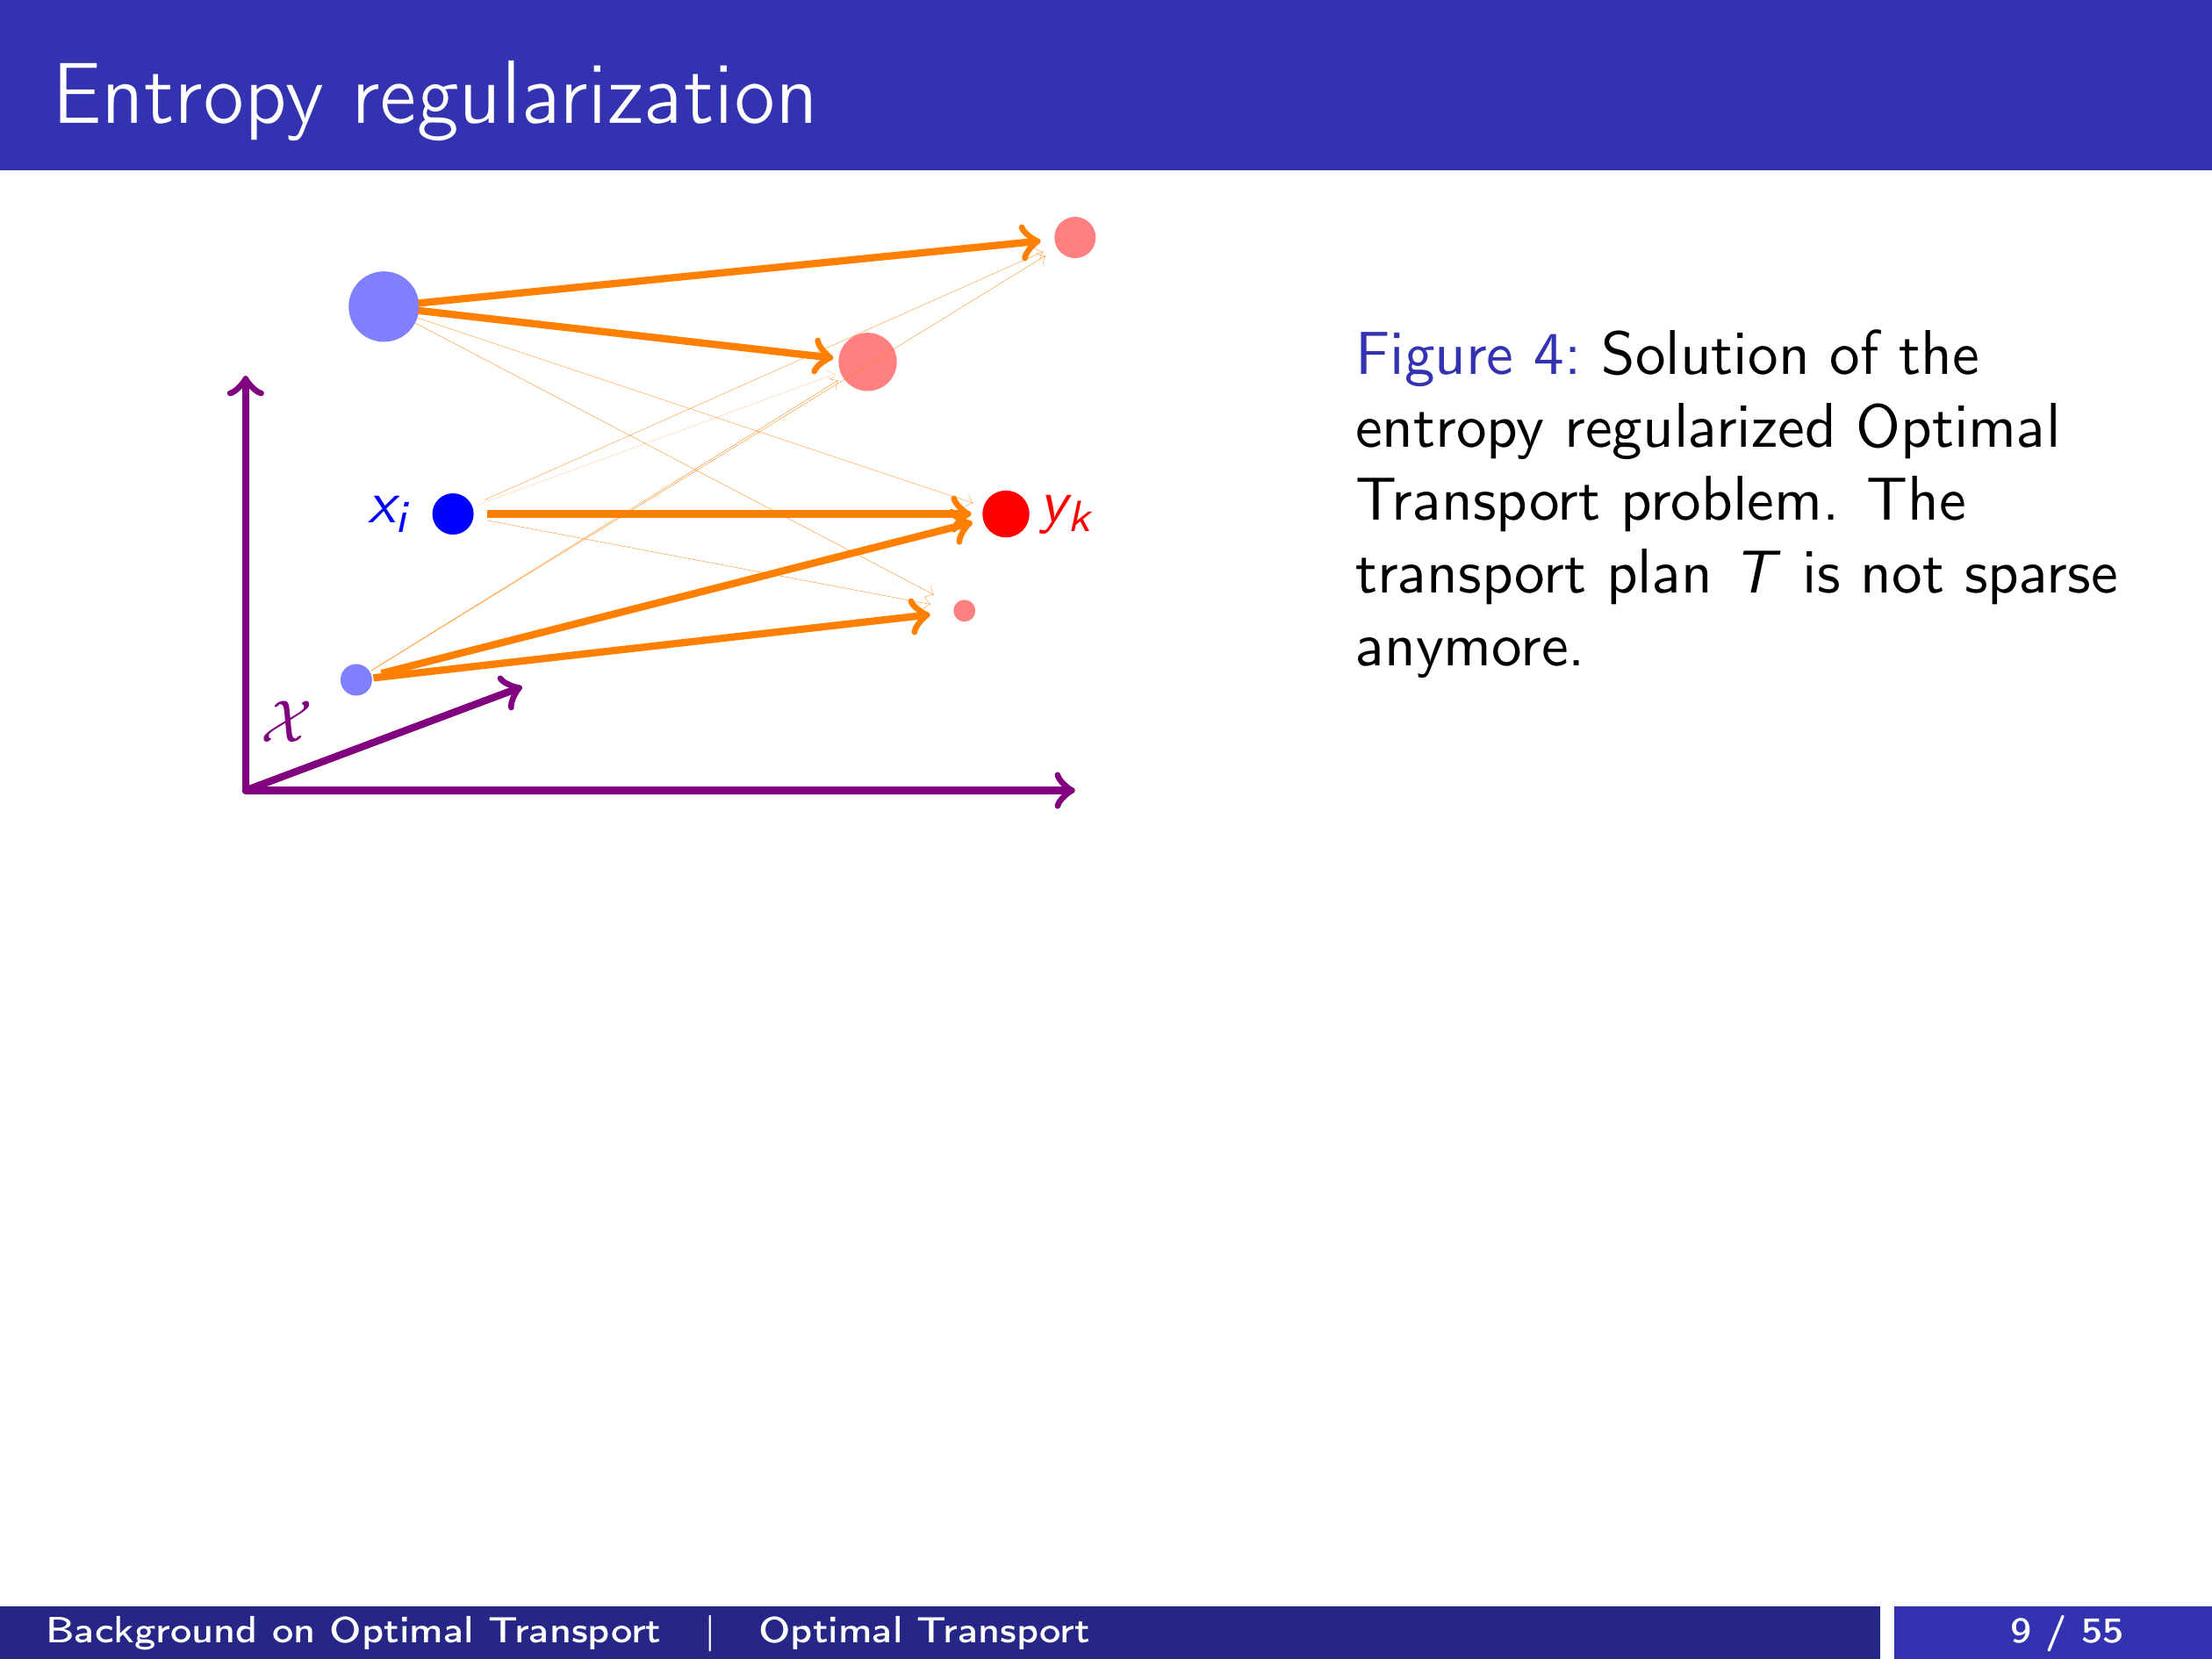 Entropy regularization
x_i
y_k
𝒳
Figure 4: Solution of the
entropy regularized Optimal
Transport problem. The
transport plan T is not sparse
anymore.
Background on Optimal Transport | Optimal Transport
9 / 55